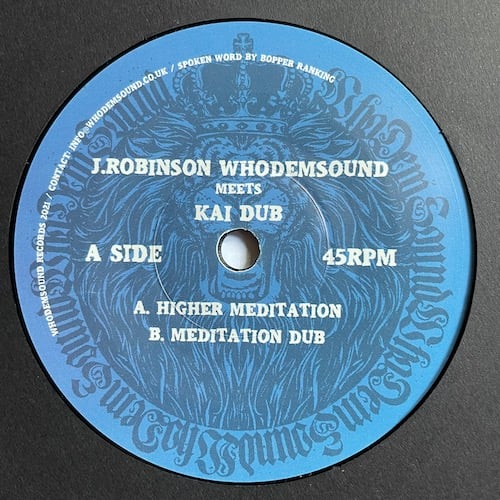 WHODEMSOUND RECORDS 2021 / CONTACT: INFO@WHODEMSOUND.CO.UK / SPOKEN WORD BY BOPPER RANKING
J.ROBINSON WHODEMSOUND
MEETS
KAI DUB
A SIDE
45RPM
A. HIGHER MEDITATION
B. MEDITATION DUB